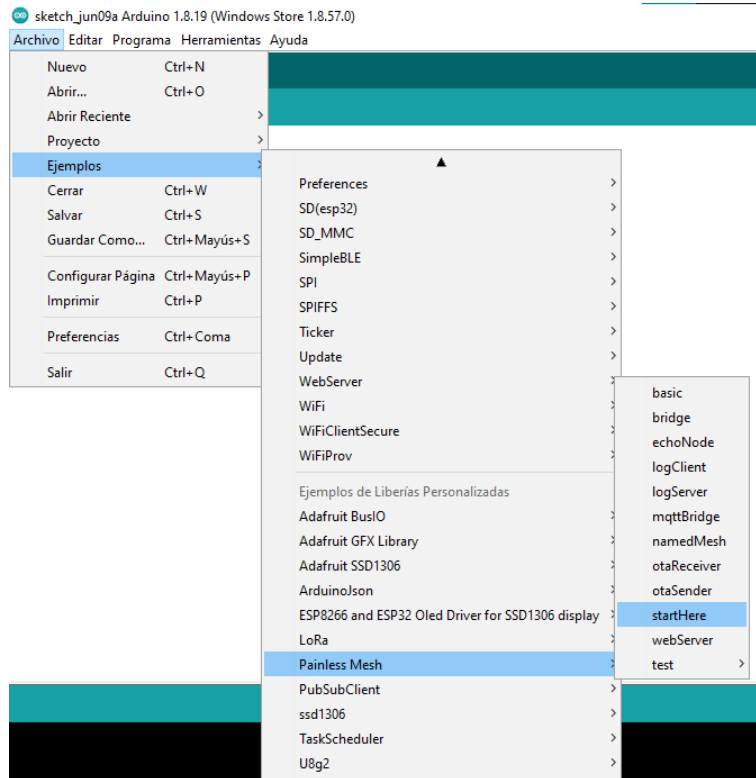 sketch_jun09a Arduino 1.8.19 (Windows Store 1.8.57.0)
Archivo Editar Programa Herramientas Ayuda
Nuevo Ctrl+N
Abrir... Ctrl+O
Abrir Reciente
Proyecto
Ejemplos
Cerrar Ctrl+W
Salvar Ctrl+S
Guardar Como... Ctrl+Mayús+S
Configurar Página Ctrl+Mayús+P
Imprimir Ctrl+P
Preferencias Ctrl+Coma
Salir Ctrl+Q
Preferences
SD(esp32)
SD_MMC
SimpleBLE
SPI
SPIFFS
Ticker
Update
WebServer
WiFi
WiFiClientSecure
WiFiProv
Ejemplos de Liberías Personalizadas
Adafruit BusIO
Adafruit GFX Library
Adafruit SSD1306
ArduinoJson
ESP8266 and ESP32 Oled Driver for SSD1306 display
LoRa
Painless Mesh
PubSubClient
ssd1306
TaskScheduler
U8g2
basic
bridge
echoNode
logClient
logServer
mqttBridge
namedMesh
otaReceiver
otaSender
startHere
webServer
test